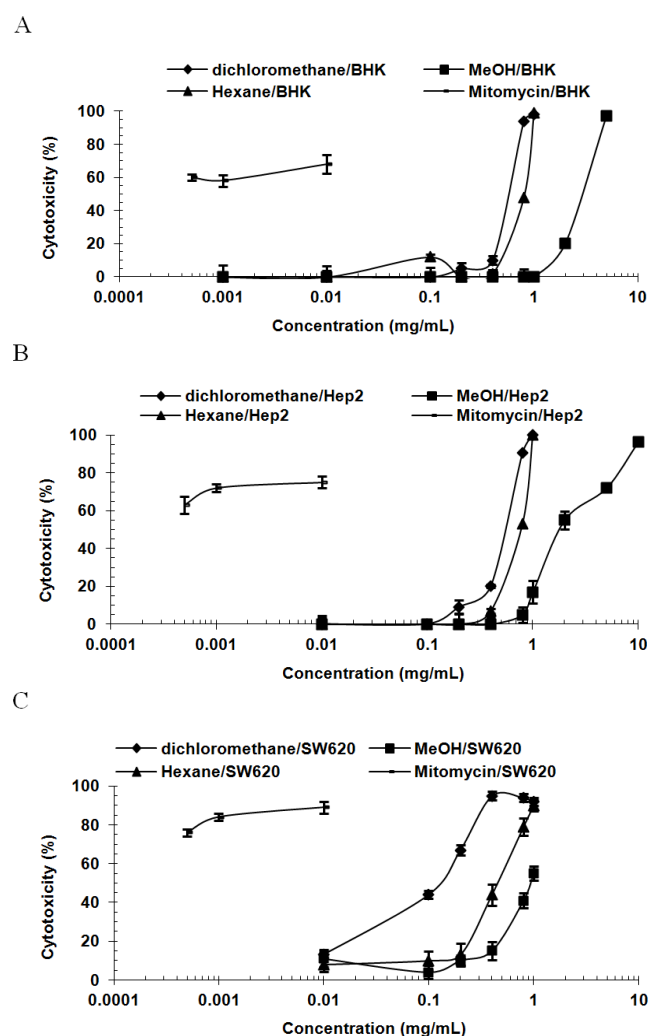 A
dichloromethane/BHK MeOH/BHK
Hexane/BHK Mitomycin/BHK
100
80
60
40
20
0
Cytotoxicity (%)
0.0001 0.001 0.01 0.1 1 10
Concentration (mg/mL)
B
dichloromethane/Hep2 MeOH/Hep2
Hexane/Hep2 Mitomycin/Hep2
100
80
60
40
20
0
Cytotoxicity (%)
0.0001 0.001 0.01 0.1 1 10
Concentration (mg/mL)
C
dichloromethane/SW620 MeOH/SW620
Hexane/SW620 Mitomycin/SW620
100
80
60
40
20
0
Cytotoxicity (%)
0.0001 0.001 0.01 0.1 1 10
Concentration (mg/mL)